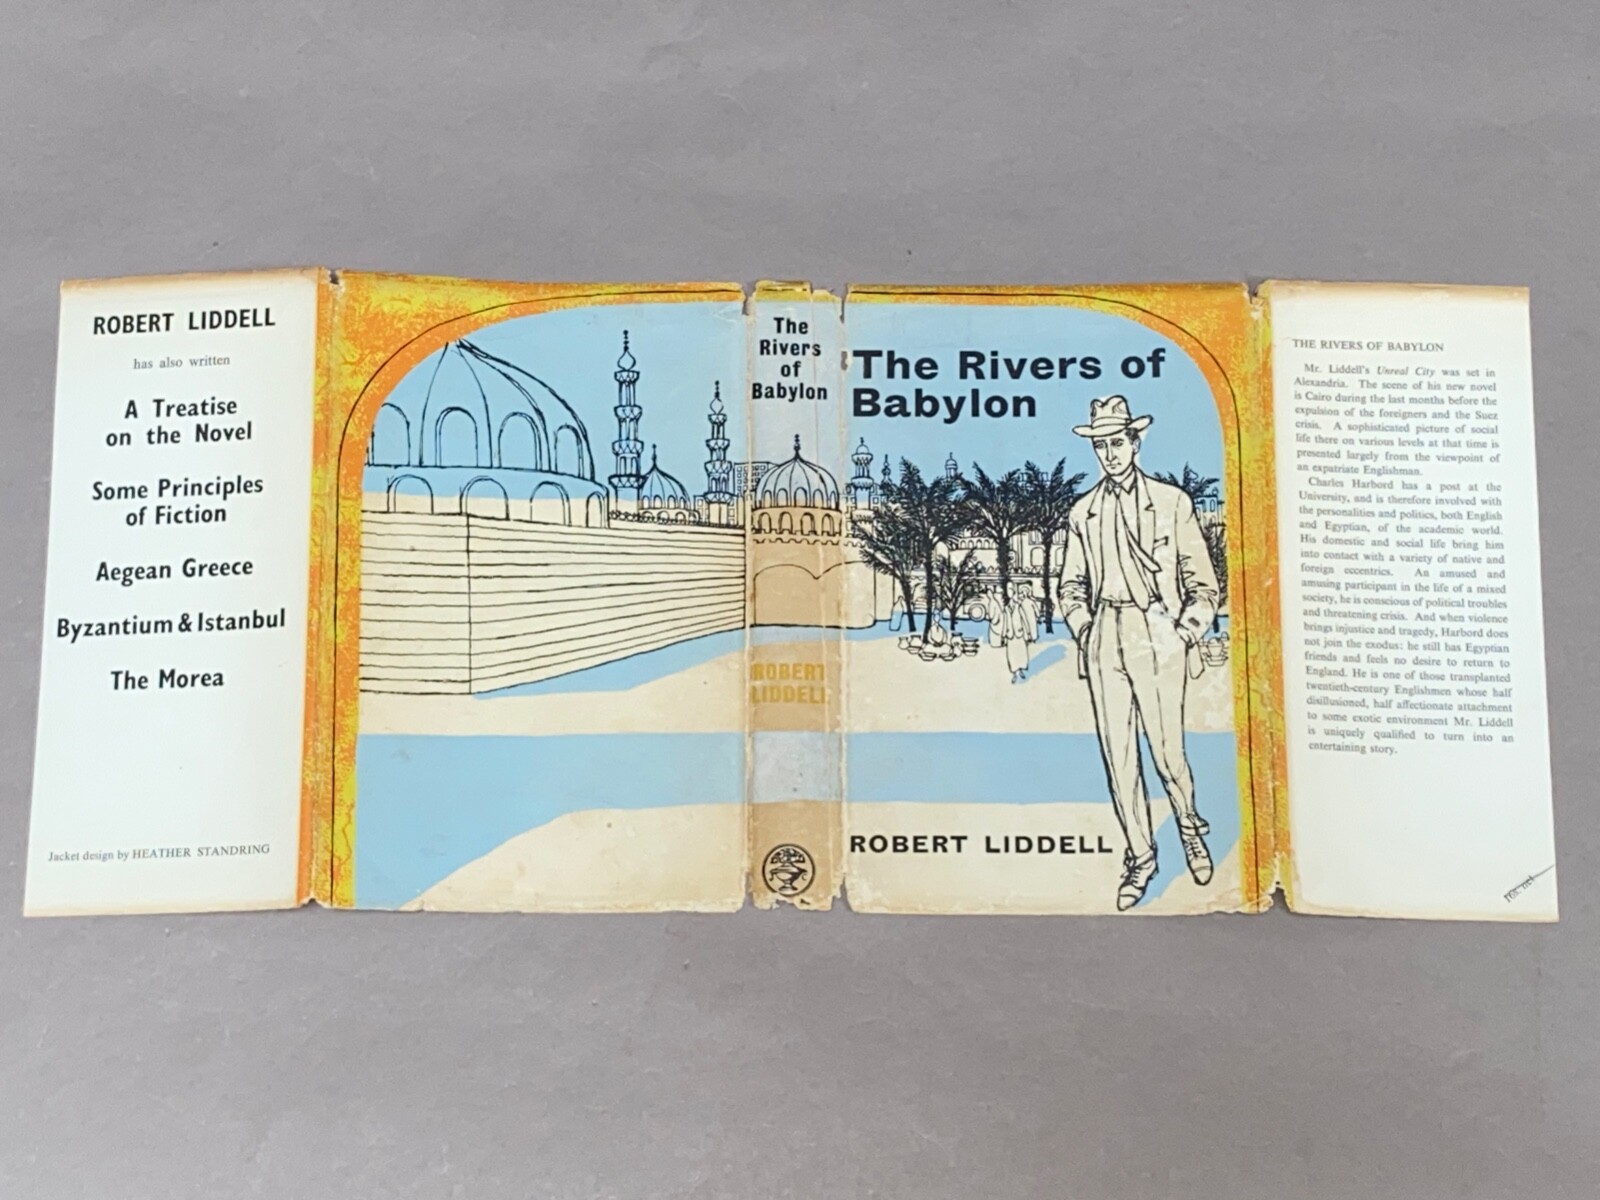 ROBERT LIDDELL
has also written
A Treatise
on the Novel
Some Principles
of Fiction
Aegean Greece
Byzantium & Istanbul
The Morea
Jacket design by HEATHER STANDRING
The
Rivers
of
Babylon
ROBERT
LIDDELL
The Rivers of
Babylon
ROBERT LIDDELL
THE RIVERS OF BABYLON
Mr. Liddell's Unreal City was set in
Alexandria. The scene of his new novel
is Cairo during the last months before the
expulsion of the foreigners and the Suez
crisis. A sophisticated picture of social
life there on various levels at that time is
presented largely from the viewpoint of
an expatriate Englishman.
Charles Harbord has a post at the
University, and is therefore involved with
the personalities and politics, both English
and Egyptian, of the academic world.
His domestic and social life bring him
into contact with a variety of native and
foreign eccentrics. An amused and
amusing participant in the life of a mixed
society, he is conscious of political troubles
and threatening crisis. And when violence
brings injustice and tragedy, Harbord does
not join the exodus: he still has Egyptian
friends and feels no desire to return to
England. He is one of those transplanted
twentieth-century Englishmen whose half
disillusioned, half affectionate attachment
to some exotic environment Mr. Liddell
is uniquely qualified to turn into an
entertaining story.